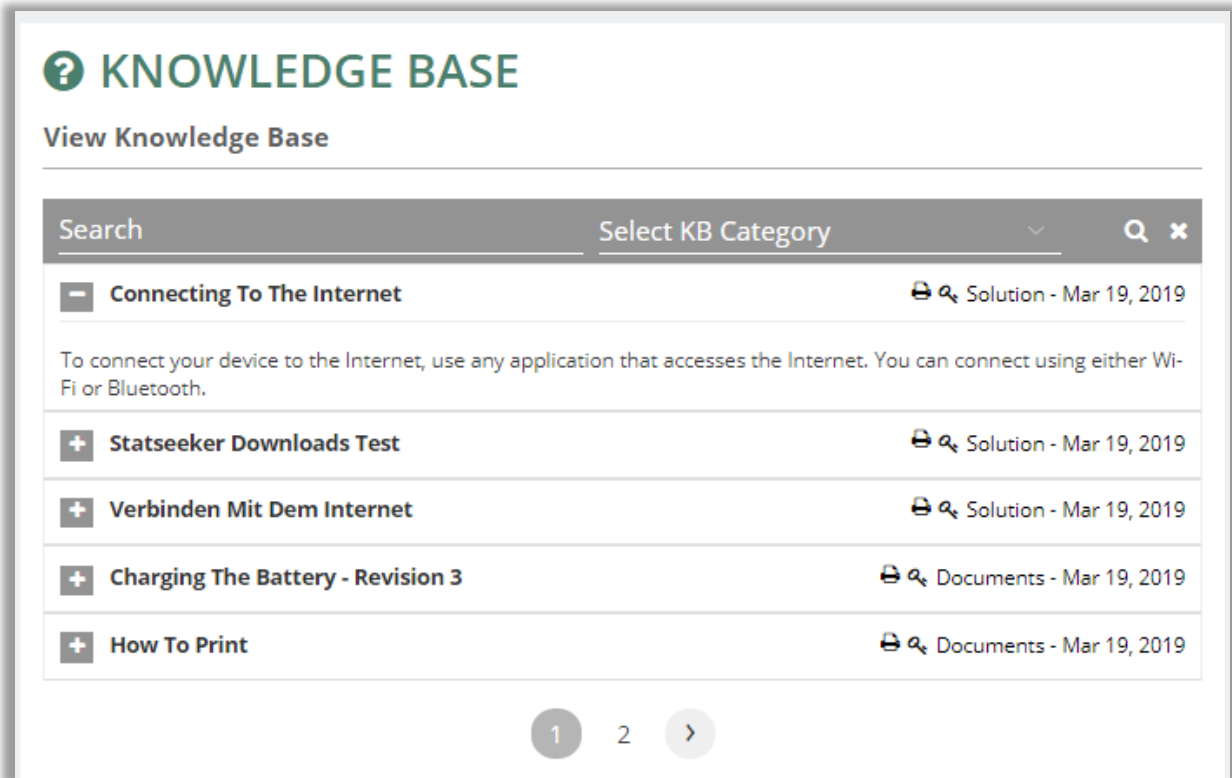 KNOWLEDGE BASE
View Knowledge Base
Search Select KB Category
Connecting To The Internet Solution - Mar 19, 2019
To connect your device to the Internet, use any application that accesses the Internet. You can connect using either Wi-
Fi or Bluetooth.
Statseeker Downloads Test Solution - Mar 19, 2019
Verbinden Mit Dem Internet Solution - Mar 19, 2019
Charging The Battery - Revision 3 Documents - Mar 19, 2019
How To Print Documents - Mar 19, 2019
1 2